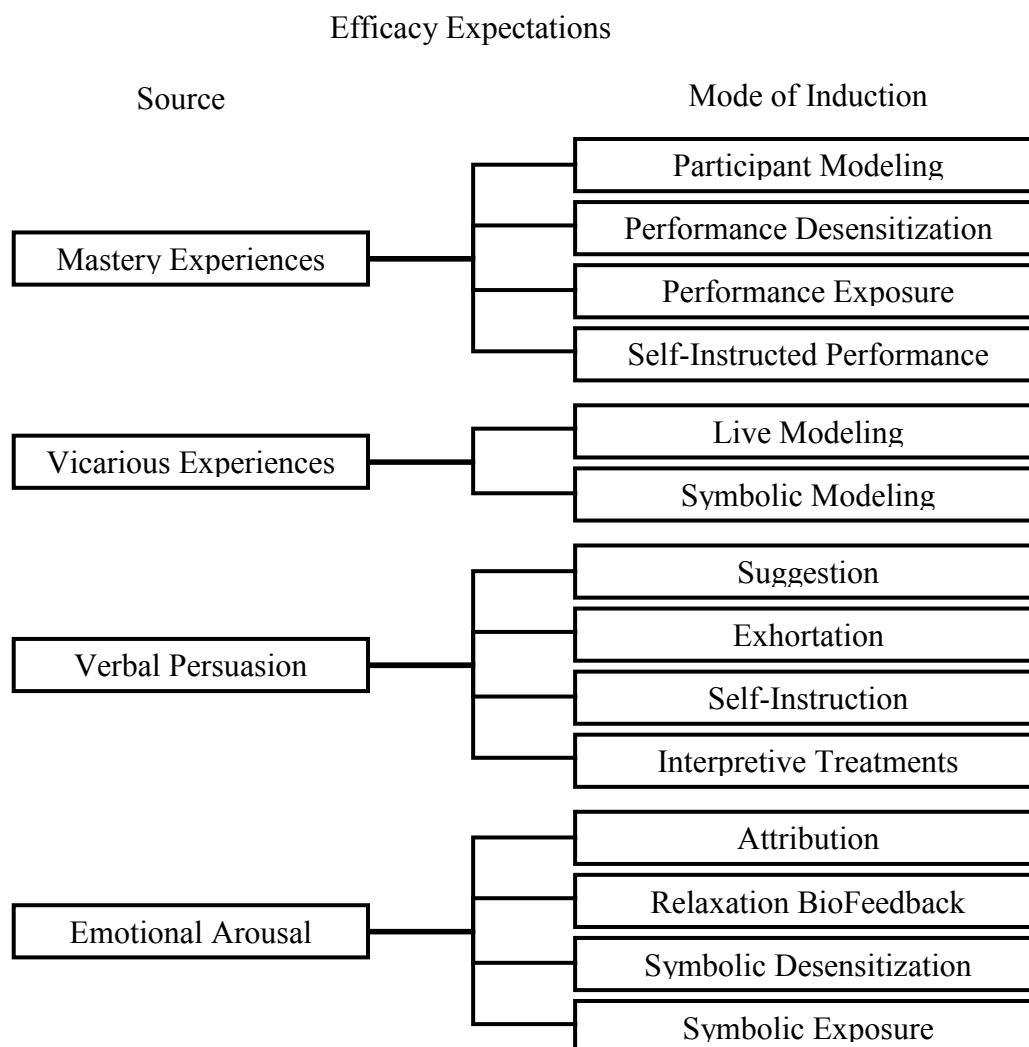 Efficacy Expectations
Source
Mode of Induction
Mastery Experiences
Participant Modeling
Performance Desensitization
Performance Exposure
Self-Instructed Performance
Vicarious Experiences
Live Modeling
Symbolic Modeling
Verbal Persuasion
Suggestion
Exhortation
Self-Instruction
Interpretive Treatments
Emotional Arousal
Attribution
Relaxation BioFeedback
Symbolic Desensitization
Symbolic Exposure